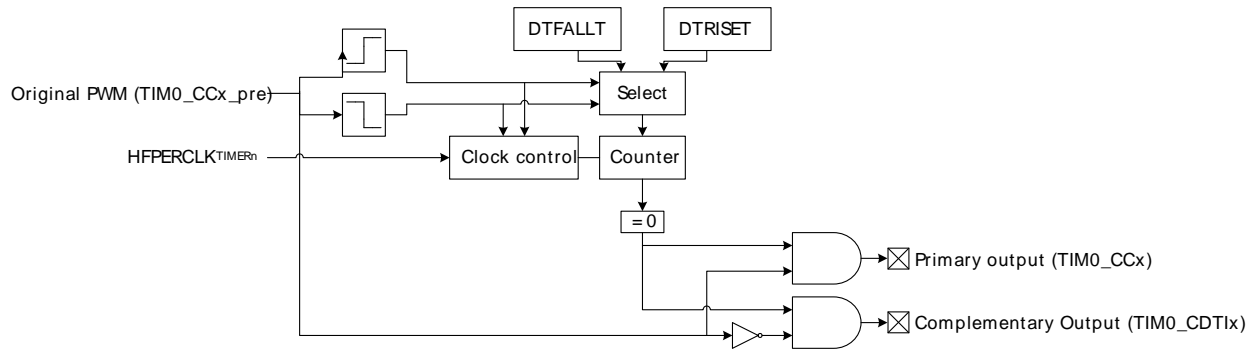 DTFALLT
DTRISET
Original PWM (TIM0_CCx_pre)
Select
HFPERCLKTIMERn
Clock control
Counter
= 0
Primary output (TIM0_CCx)
Complementary Output (TIM0_CDTIx)